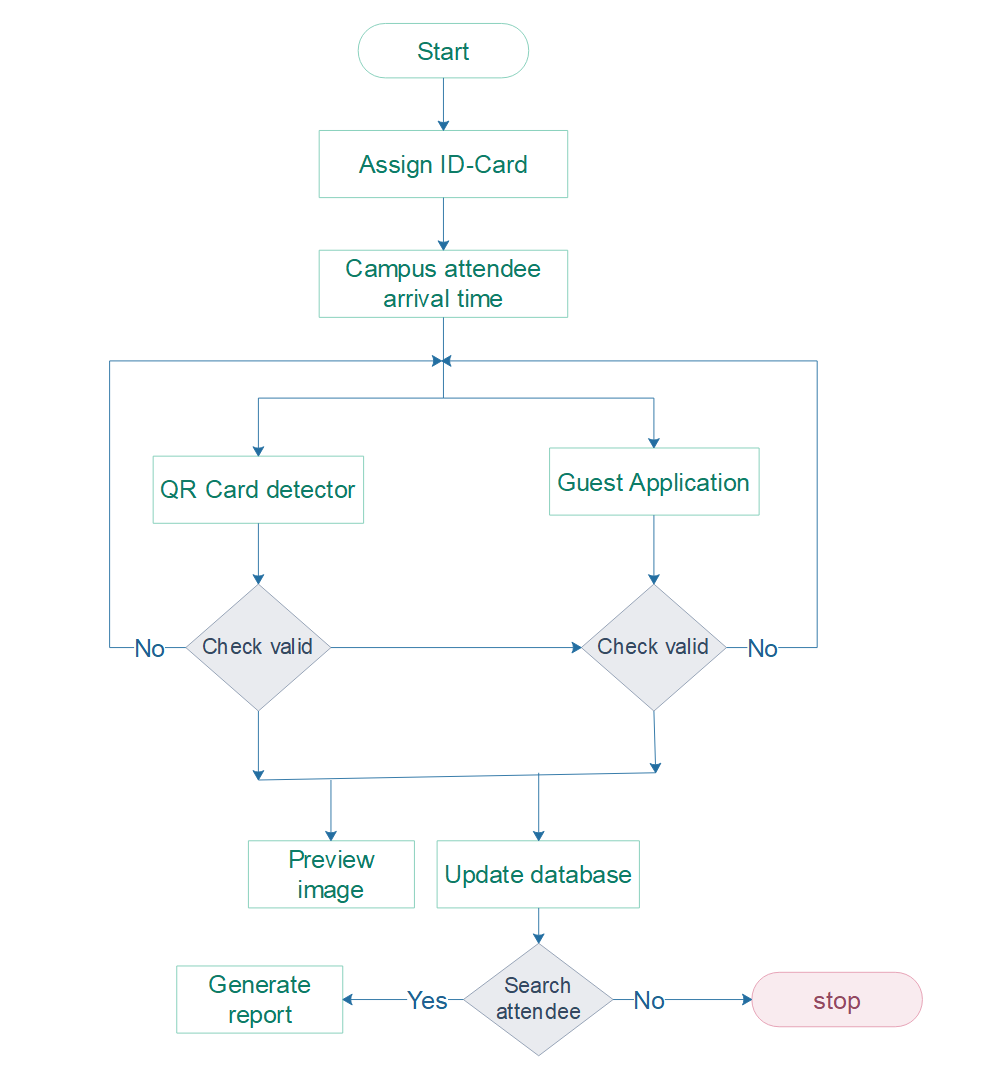 Start
Assign ID-Card
Campus attendee
arrival time
QR Card detector
Guest Application
No
Check valid
Check valid
No
Preview
image
Update database
Generate
report
Yes
Search
attendee
No
stop